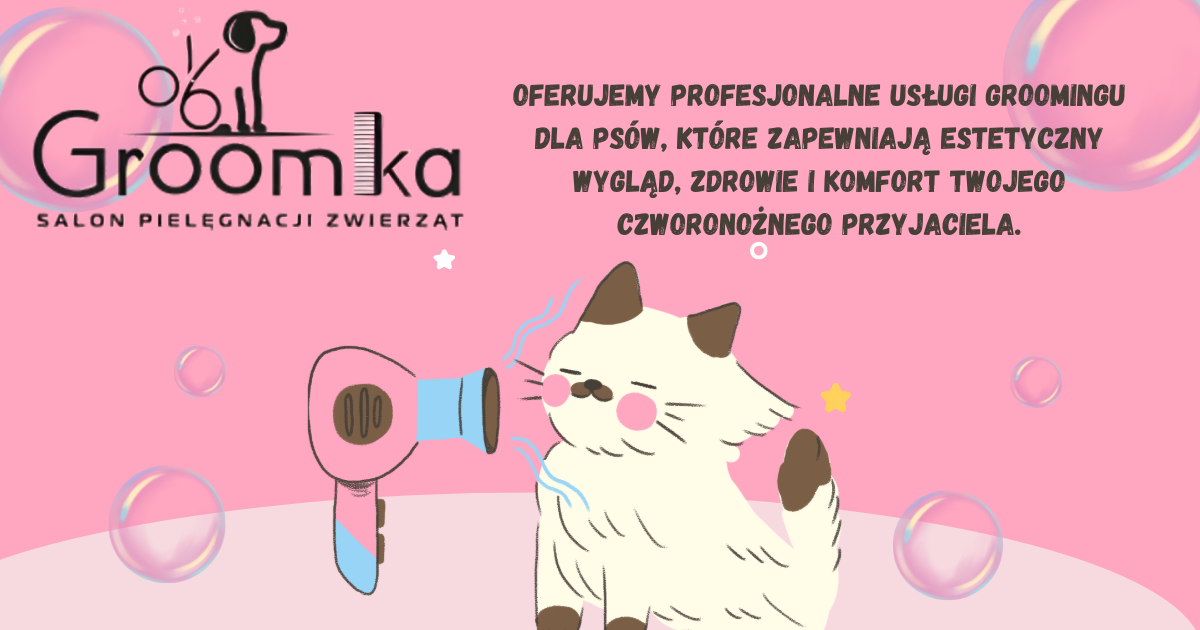 Groomka
SALON PIELĘGNACJI ZWIERZĄT
OFERUJEMY PROFESJONALNE USŁUGI GROOMINGU
DLA PSÓW, KTÓRE ZAPEWNIAJĄ ESTETYCZNY
WYGLĄD, ZDROWIE I KOMFORT TWOJEGO
CZWORONOŻNEGO PRZYJACIELA.